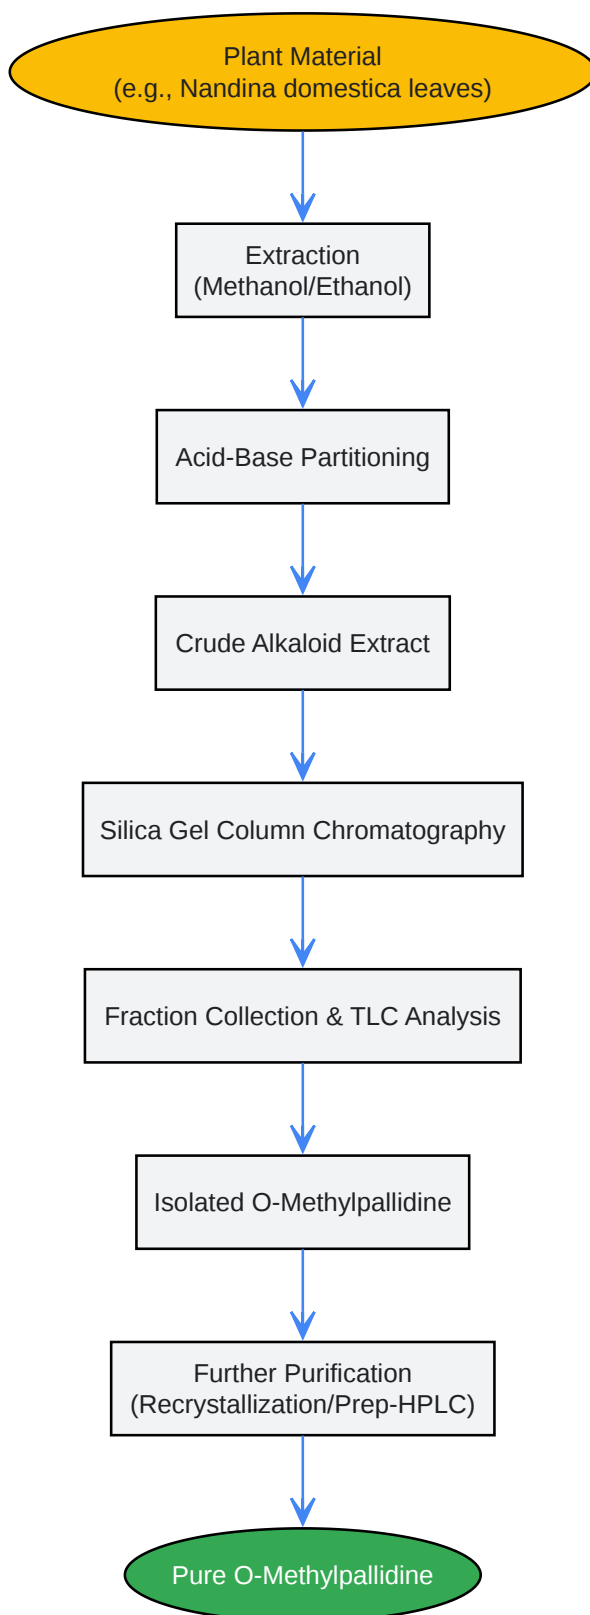 Plant Material
(e.g., Nandina domestica leaves)
Extraction
(Methanol/Ethanol)
Acid-Base Partitioning
Crude Alkaloid Extract
Silica Gel Column Chromatography
Fraction Collection & TLC Analysis
Isolated O-Methylpallidine
Further Purification
(Recrystallization/Prep-HPLC)
Pure O-Methylpallidine